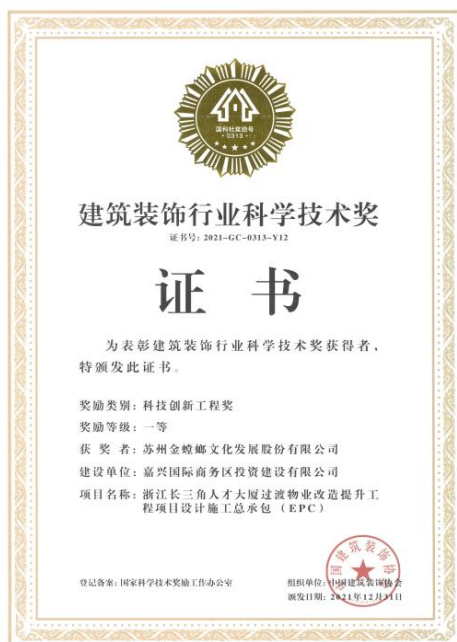 国科社奖励号
·0313·
建筑装饰行业科学技术奖
证书号：2021-GC-0313-Y12
证 书
为表彰建筑装饰行业科学技术奖获得者，
特颁发此证书。
奖励类别：科技创新工程奖
奖励等级：一等
获 奖 者：苏州金螳螂文化发展股份有限公司
建设单位：嘉兴国际商务区投资建设有限公司
项目名称：浙江长三角人才大厦过渡物业改造提升工
程项目设计施工总承包（EPC）
登记备案：国家科学技术奖励工作办公室
组织单位：中国建筑装饰协会
颁发日期：2021年12月31日
中国建筑装饰协会